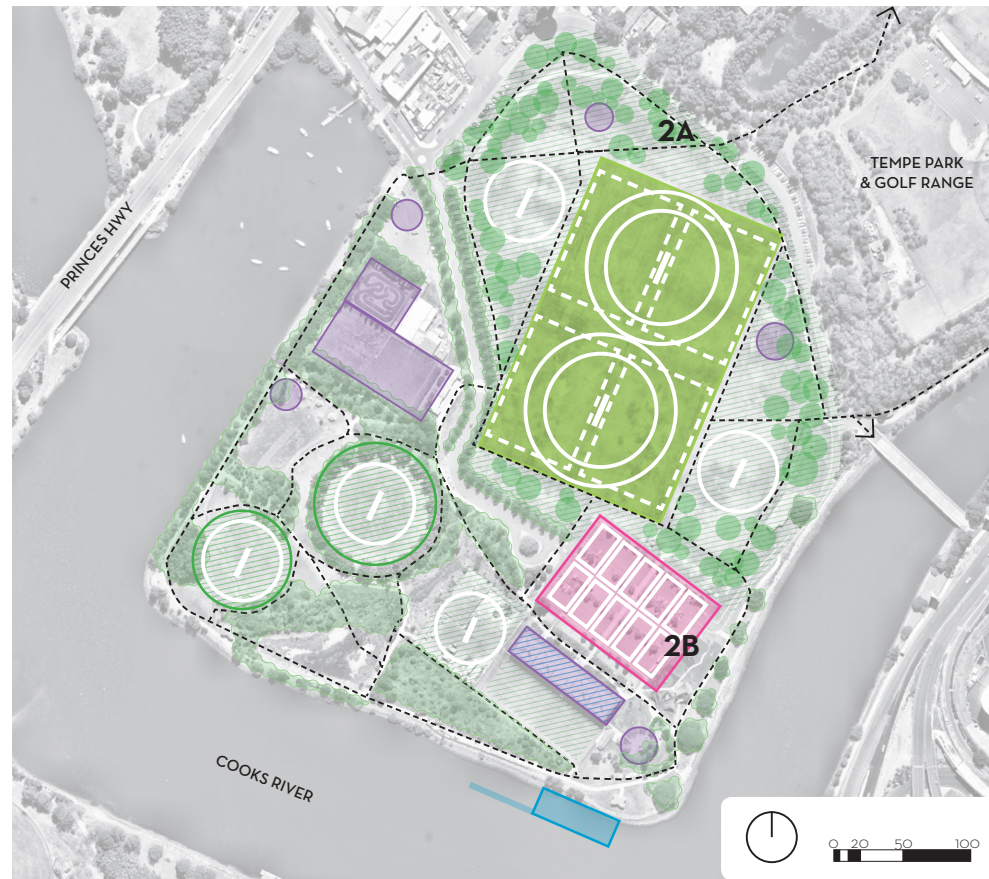 2A
TEMPE PARK
& GOLF RANGE
PRINCES HWY
2B
COOKS RIVER
0 20 50 100